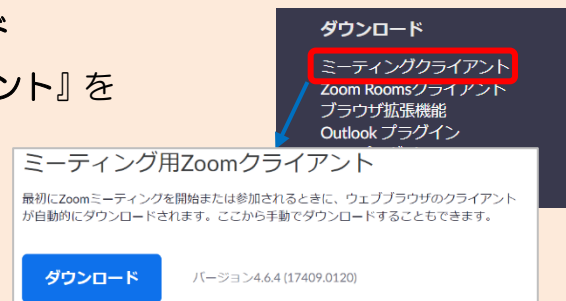 ド
ント』を
ダウンロード
ミーティングクライアント
Zoom Roomsクライアント
ブラウザ拡張機能
Outlook プラグイン
ミーティング用Zoomクライアント
最初にZoomミーティングを開始または参加されるときに、ウェブブラウザのクライアント
が自動的にダウンロードされます。ここから手動でダウンロードすることもできます。
ダウンロード
バージョン4.6.4 (17409.0120)